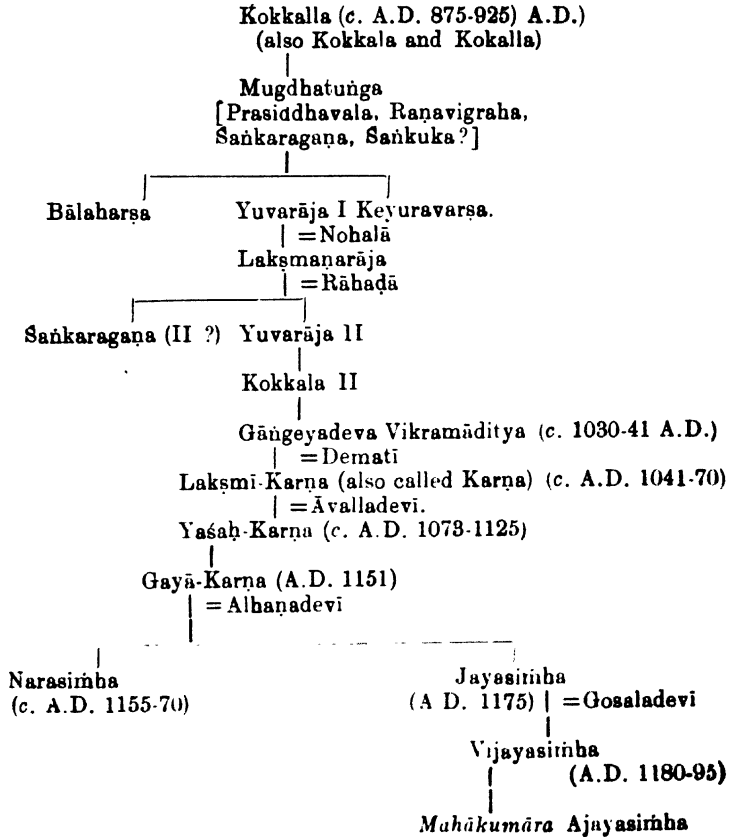 Kokkalla (c. A.D. 875-925) A.D.)
(also Kokkala and Kokalla)
Mugdhatuṅga
[Prasiddhavala, Raṇavigraha,
Śaṅkaragaṇa, Śaṅkuka?]
Bālaharṣa Yuvarāja I Keyuravarṣa.
=Nohalā
Lakṣmaṇarāja
=Rāhaḍā
Śaṅkaragaṇa (II ?) Yuvarāja II
Kokkala II
Gāṅgeyadeva Vikramāditya (c. 1030-41 A.D.)
=Dematī
Lakṣmī-Karṇa (also called Karṇa) (c. A.D. 1041-70)
=Āvalladevi.
Yaśaḥ-Karṇa (c. A.D. 1073-1125)
Gayā-Karṇa (A.D. 1151)
=Alhaṇadevī
Narasiṁha Jayasiṁha
(c. A.D. 1155-70) (A D. 1175) =Gosaladevī
Vijayasiṁha
(A.D. 1180-95)
Mahākumāra Ajayasiṁha